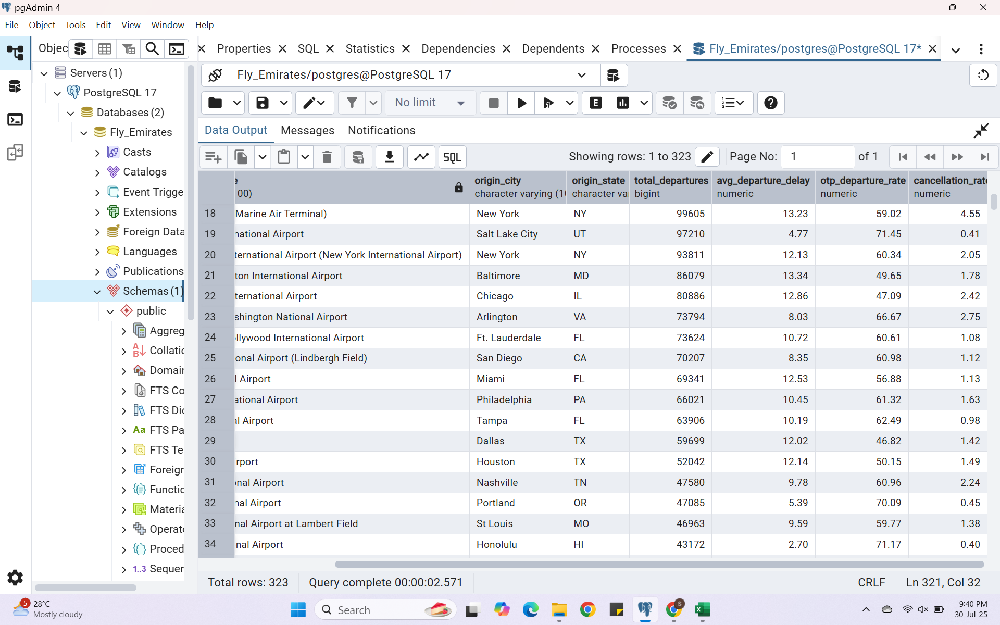 pgAdmin 4
File Object Tools Edit View Window Help
Objec
Properties SQL Statistics Dependencies Dependents Processes Fly_Emirates/postgres@PostgreSQL 17*
Servers (1)
PostgreSQL 17
Databases (2)
Fly_Emirates
Casts
Catalogs
Event Trigge
Extensions
Foreign Data
Languages
Publications
Schemas (1)
public
Aggreg
Collatio
Domain
FTS Co
FTS Dic
Aa FTS Pa
FTS Te
Foreign
Functio
Materia
Operato
Proced
1..3 Sequen
Fly_Emirates/postgres@PostgreSQL 17
No limit
E
Data Output Messages Notifications
SQL
Showing rows: 1 to 323 Page No: 1 of 1
e origin_city origin_state total_departures avg_departure_delay otp_departure_rate cancellation_rate
100) character varying (10 character var bigint numeric numeric numeric
18 (Marine Air Terminal) New York NY 99605 13.23 59.02 4.55
19 national Airport Salt Lake City UT 97210 4.77 71.45 0.41
20 ternational Airport (New York International Airport) New York NY 93811 12.13 60.34 2.05
21 ton International Airport Baltimore MD 86079 13.34 49.65 1.78
22 ternational Airport Chicago IL 80886 12.86 47.09 2.42
23 shington National Airport Arlington VA 73794 8.03 66.67 2.75
24 ollywood International Airport Ft. Lauderdale FL 73624 10.72 60.61 1.08
25 onal Airport (Lindbergh Field) San Diego CA 70207 8.35 60.98 1.12
26 l Airport Miami FL 69341 12.53 56.88 1.13
27 ational Airport Philadelphia PA 66021 10.45 61.32 1.63
28 al Airport Tampa FL 63906 10.19 62.49 0.98
29 Dallas TX 59699 12.02 46.82 1.42
30 irport Houston TX 52042 12.14 50.15 1.49
31 onal Airport Nashville TN 47580 9.78 60.96 2.24
32 nal Airport Portland OR 47085 5.39 70.09 0.45
33 nal Airport at Lambert Field St Louis MO 46963 9.59 59.77 1.38
34 onal Airport Honolulu HI 43172 2.70 71.17 0.40
Total rows: 323 Query complete 00:00:02.571 CRLF Ln 321, Col 32
5 28°C
Mostly cloudy
Search
S
9:40 PM
30-Jul-25